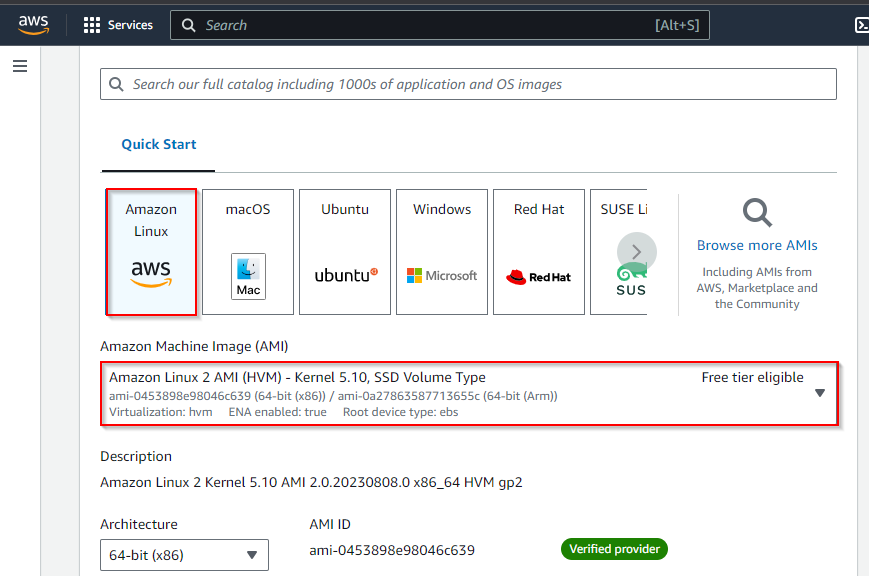 aws
Services
Search
[Alt+S]
Search our full catalog including 1000s of application and OS images
Quick Start
Amazon
Linux
aws
macOS
Mac
Ubuntu
ubuntu
Windows
Microsoft
Red Hat
Red Hat
SUSE Li
SUS
Browse more AMIs
Including AMIs from
AWS, Marketplace and
the Community
Amazon Machine Image (AMI)
Amazon Linux 2 AMI (HVM) - Kernel 5.10, SSD Volume Type
Free tier eligible
ami-0453898e98046c639 (64-bit (x86)) / ami-0a27863587713655c (64-bit (Arm))
Virtualization: hvm ENA enabled: true Root device type: ebs
Description
Amazon Linux 2 Kernel 5.10 AMI 2.0.20230808.0 x86_64 HVM gp2
Architecture
64-bit (x86)
AMI ID
ami-0453898e98046c639
Verified provider